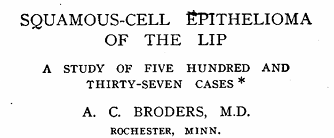 SQUAMOUS-CELL EPITHELIOMA
OF THE LIP
A STUDY OF FIVE HUNDRED AND
THIRTY-SEVEN CASES *
A. C. BRODERS, M.D.
ROCHESTER, MINN.